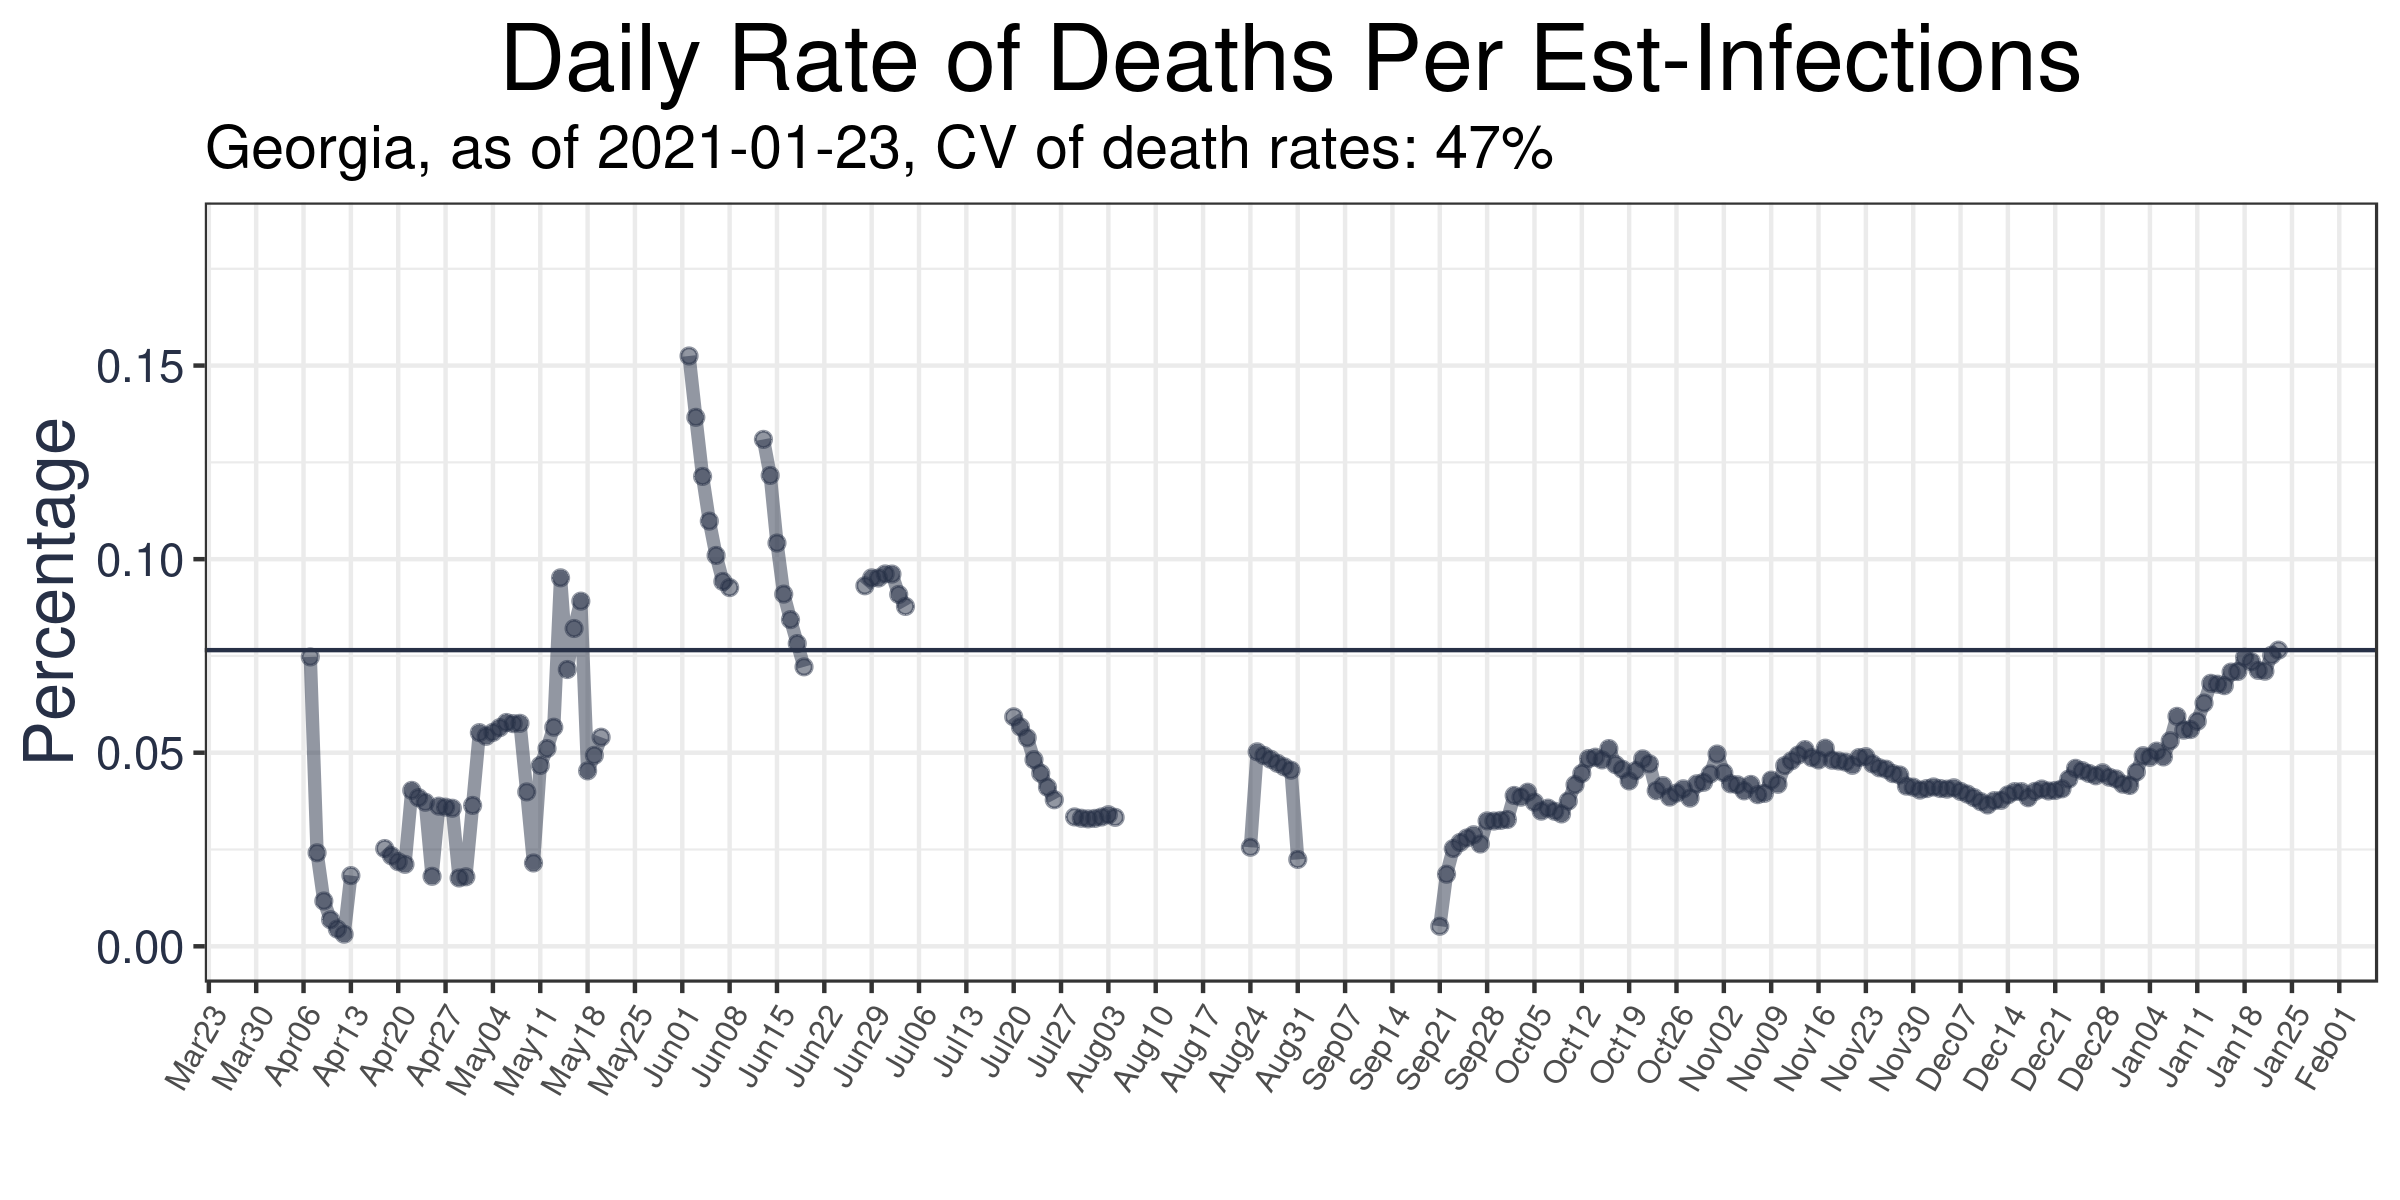 Daily Rate of Deaths Per Est-Infections
Georgia, as of 2021-01-23, CV of death rates: 47%
Percentage
0.15
0.10
0.05
0.00
Mar23 Mar30 Apr06 Apr13 Apr20 Apr27 May04 May11 May18 May25 Jun01 Jun08 Jun15 Jun22 Jun29 Jul06 Jul13 Jul20 Jul27 Aug03 Aug10 Aug17 Aug24 Aug31 Sep07 Sep14 Sep21 Sep28 Oct05 Oct12 Oct19 Oct26 Nov02 Nov09 Nov16 Nov23 Nov30 Dec07 Dec14 Dec21 Dec28 Jan04 Jan11 Jan18 Jan25 Feb01